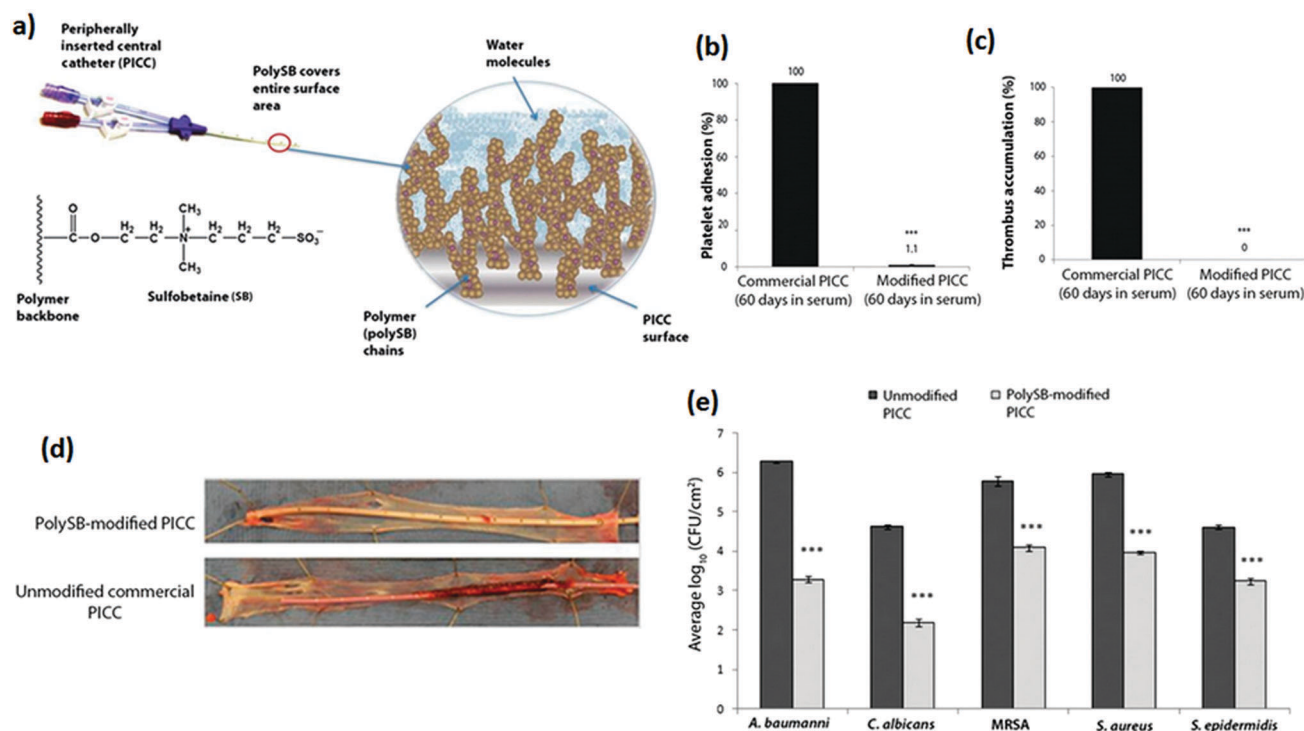 a)
Peripherally
inserted central
catheter (PICC)
PolySB covers
entire surface
area
Water
molecules
O
C
O
H2
C
H2
C
CH3
N+
CH3
H2
C
H2
C
H2
C
SO3−
Sulfobetaine (SB)
Polymer
backbone
Polymer
(polySB)
chains
PICC
surface
(b)
Platelet adhesion (%)
100
80
60
40
20
0
100
***
1.1
Commercial PICC
(60 days in serum)
Modified PICC
(60 days in serum)
(c)
Thrombus accumulation (%)
100
80
60
40
20
0
100
***
0
Commercial PICC
(60 days in serum)
Modified PICC
(60 days in serum)
(d)
PolySB-modified PICC
Unmodified commercial
PICC
(e)
Unmodified
PICC
PolySB-modified
PICC
Average log10 (CFU/cm2)
7
6
5
4
3
2
1
0
***
***
***
***
***
A. baumanni
C. albicans
MRSA
S. aureus
S. epidermidis